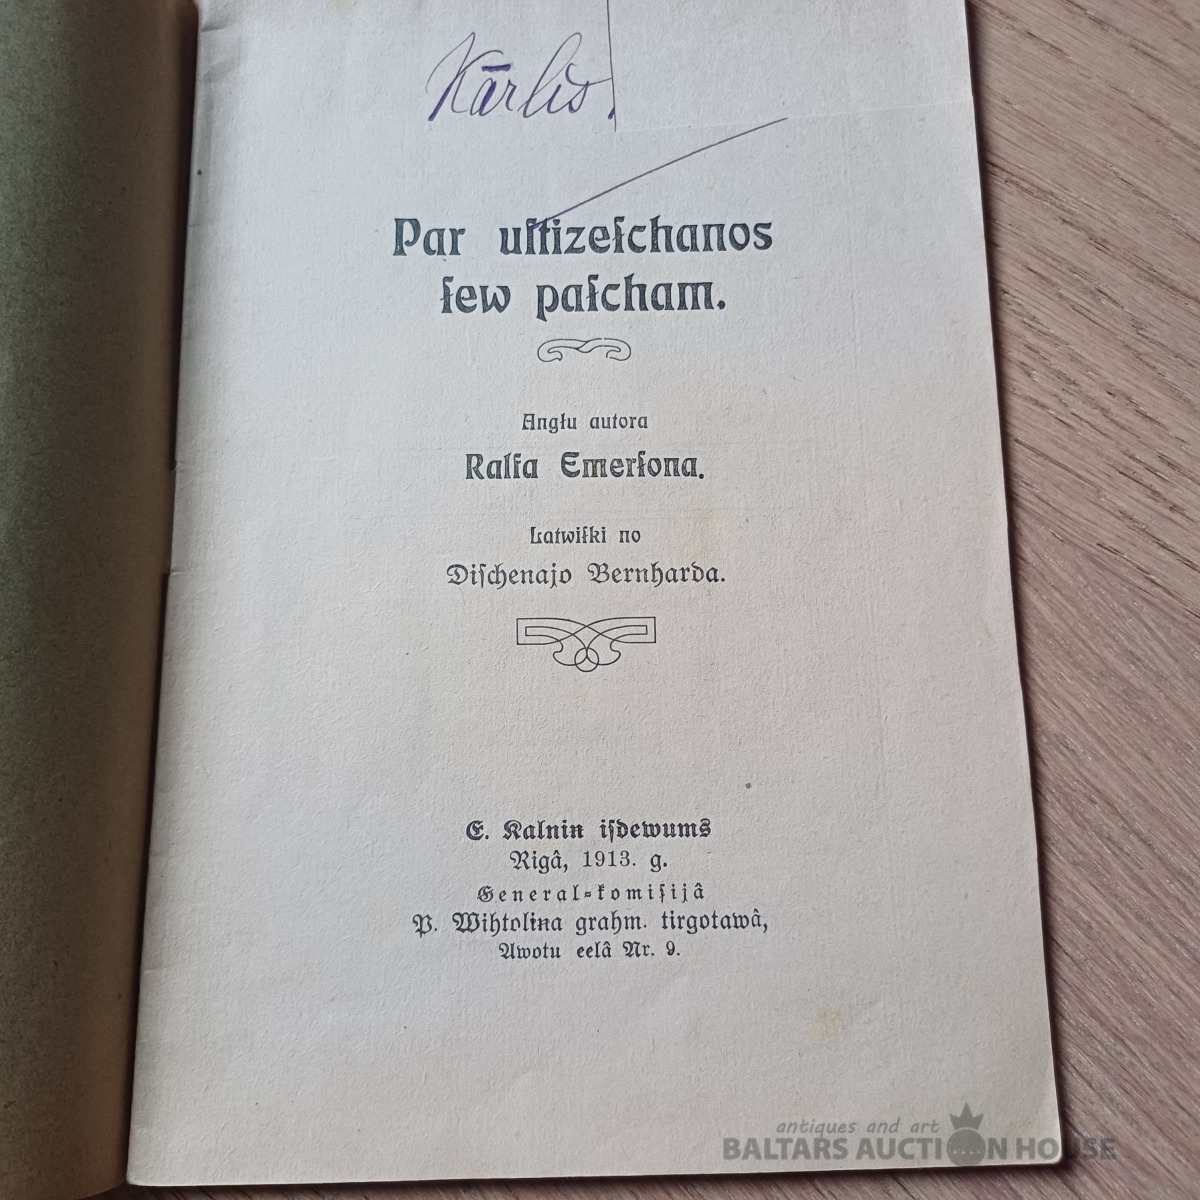 Kārlis.
Par uſtizeſchanos
ſew paſcham.
Angłu autora
Ralfa Emerſona.
Latwiſki no
Diſchenajo Bernharda.
E. Kalnin iſdewums
Rigâ, 1913. g.
General-komiſijâ
P. Wihtolina grahm. tirgotawâ,
Awotu eelâ Nr. 9.
antiques and art
BALTARS AUCTION HOUSE